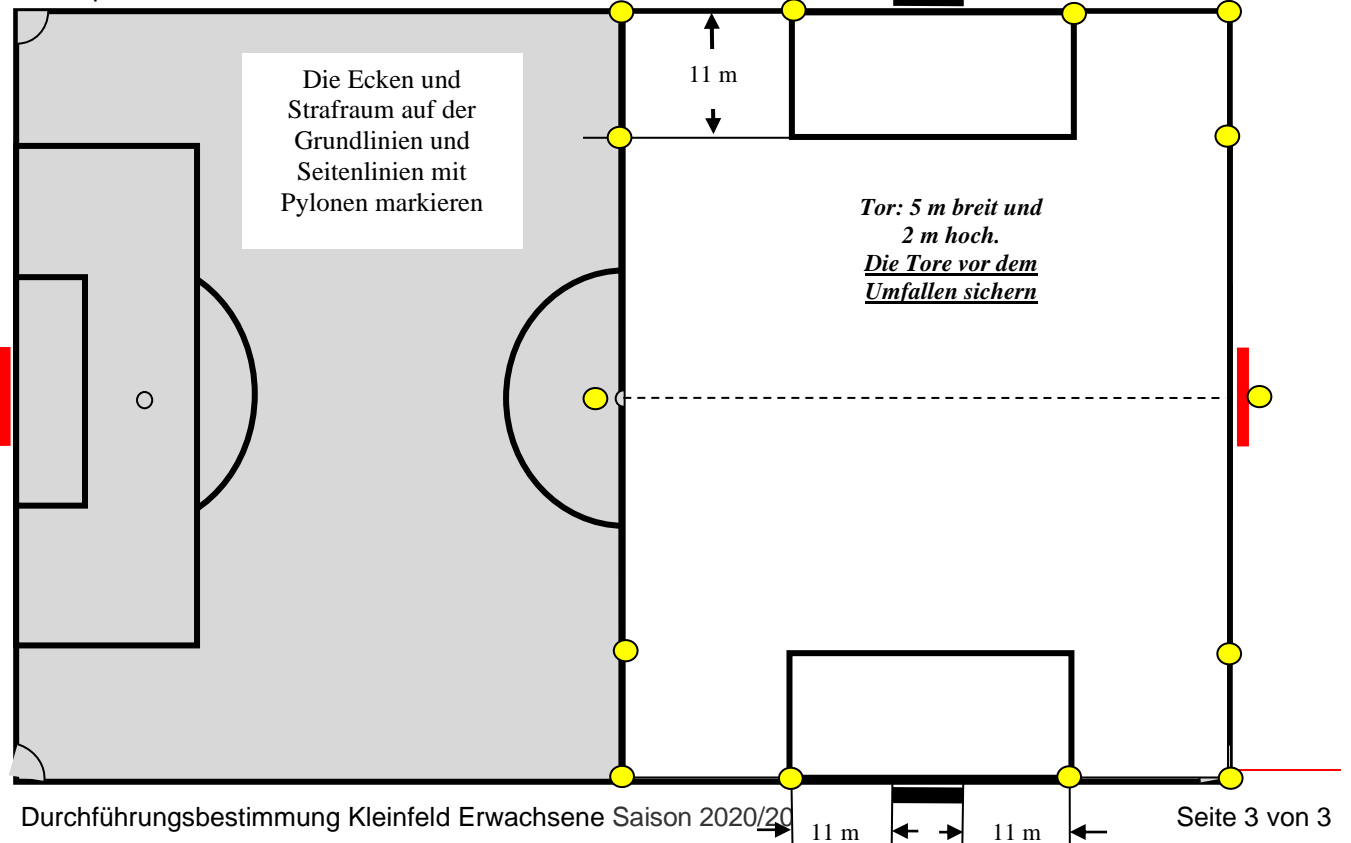 11 m
Die Ecken und
Strafraum auf der
Grundlinien und
Seitenlinien mit
Pylonen markieren
Tor: 5 m breit und
2 m hoch.
Die Tore vor dem
Umfallen sichern
Durchführungsbestimmung Kleinfeld Erwachsene Saison 2020/20
Seite 3 von 3
11 m
11 m